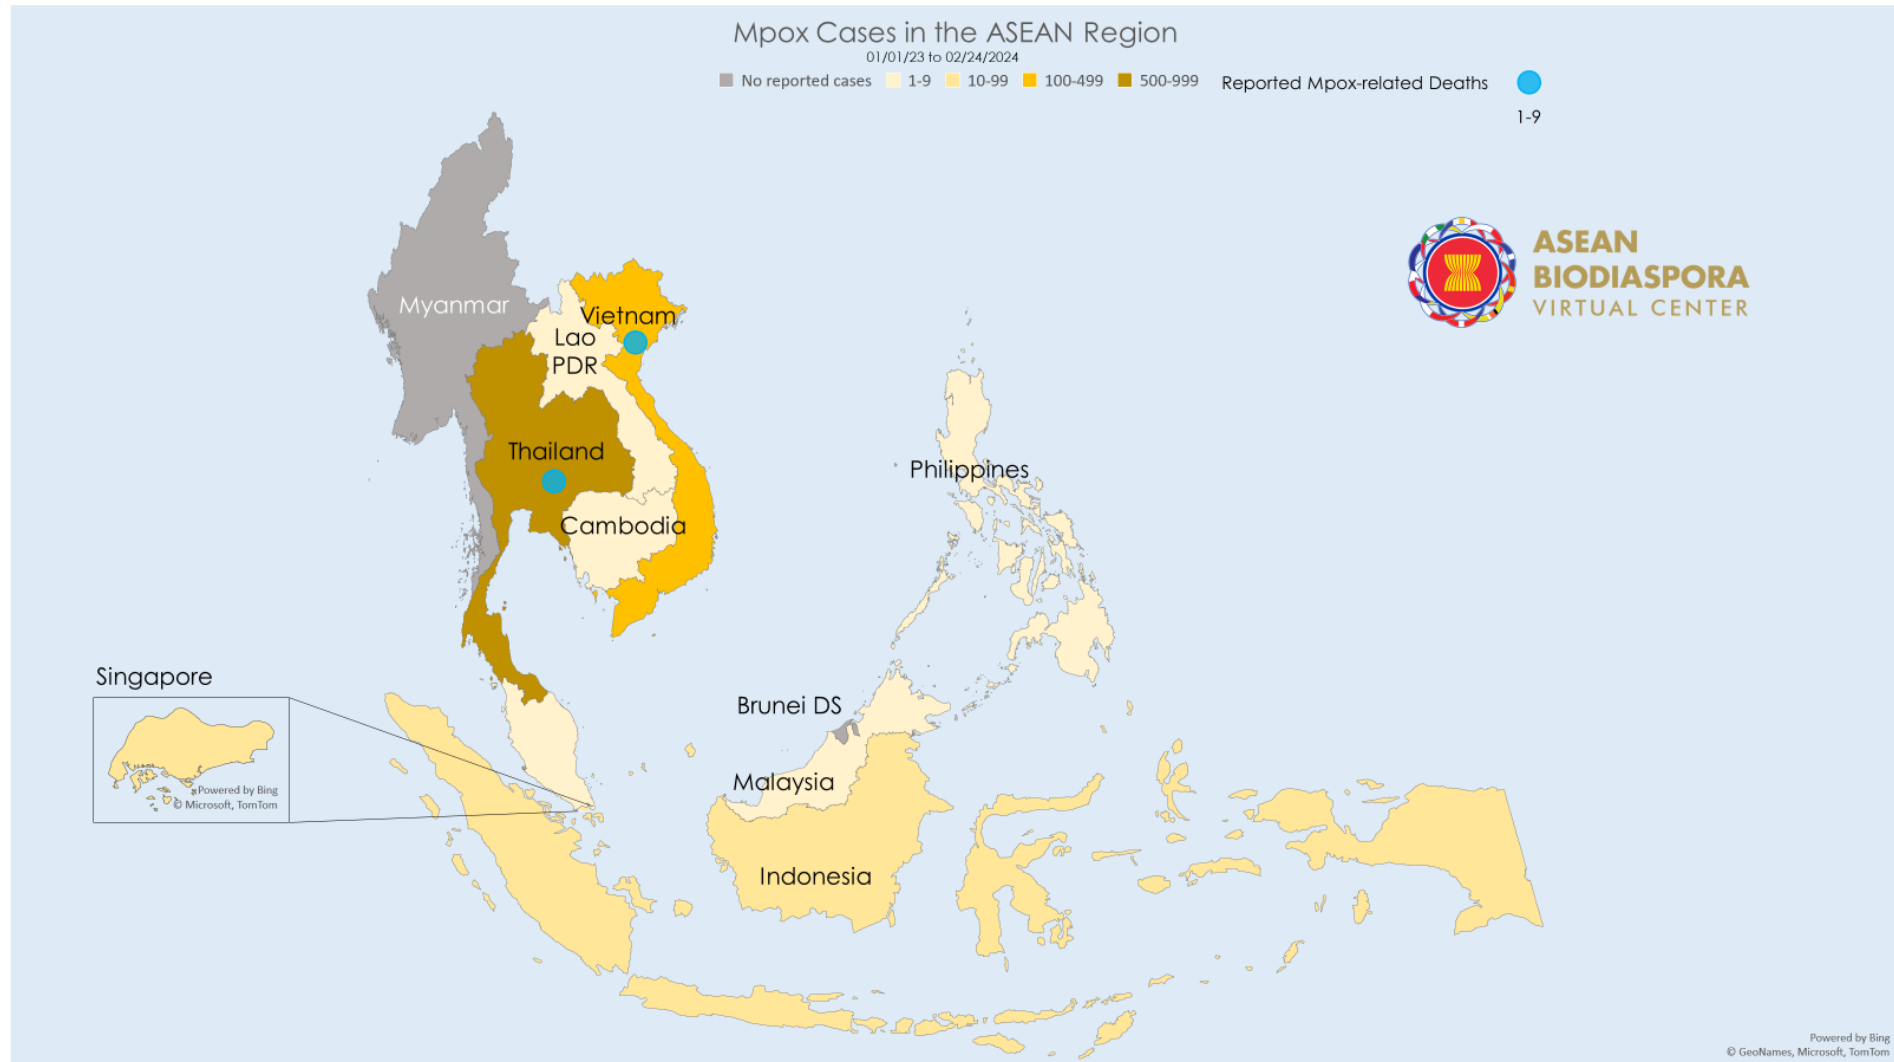 Mpox Cases in the ASEAN Region
01/01/23 to 02/24/2024
No reported cases 1-9 10-99 100-499 500-999 Reported Mpox-related Deaths
1-9
ASEAN
BIODIASPORA
VIRTUAL CENTER
Myanmar
Vietnam
Lao
PDR
Thailand
Philippines
Cambodia
Singapore
Powered by Bing
© Microsoft, TomTom
Brunei DS
Malaysia
Indonesia
Powered by Bing
© GeoNames, Microsoft, TomTom